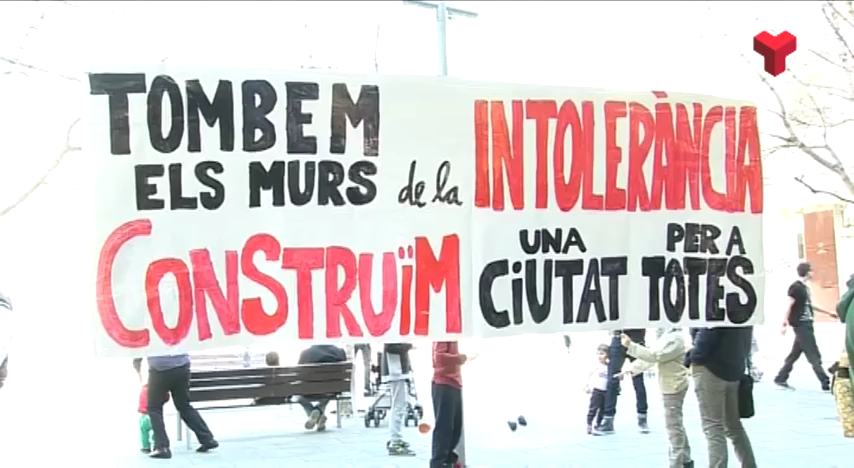 TOMBEM
ELS MURS de la INTOLERÀNCIA
CONSTRUÏM UNA CIUTAT PER A TOTES